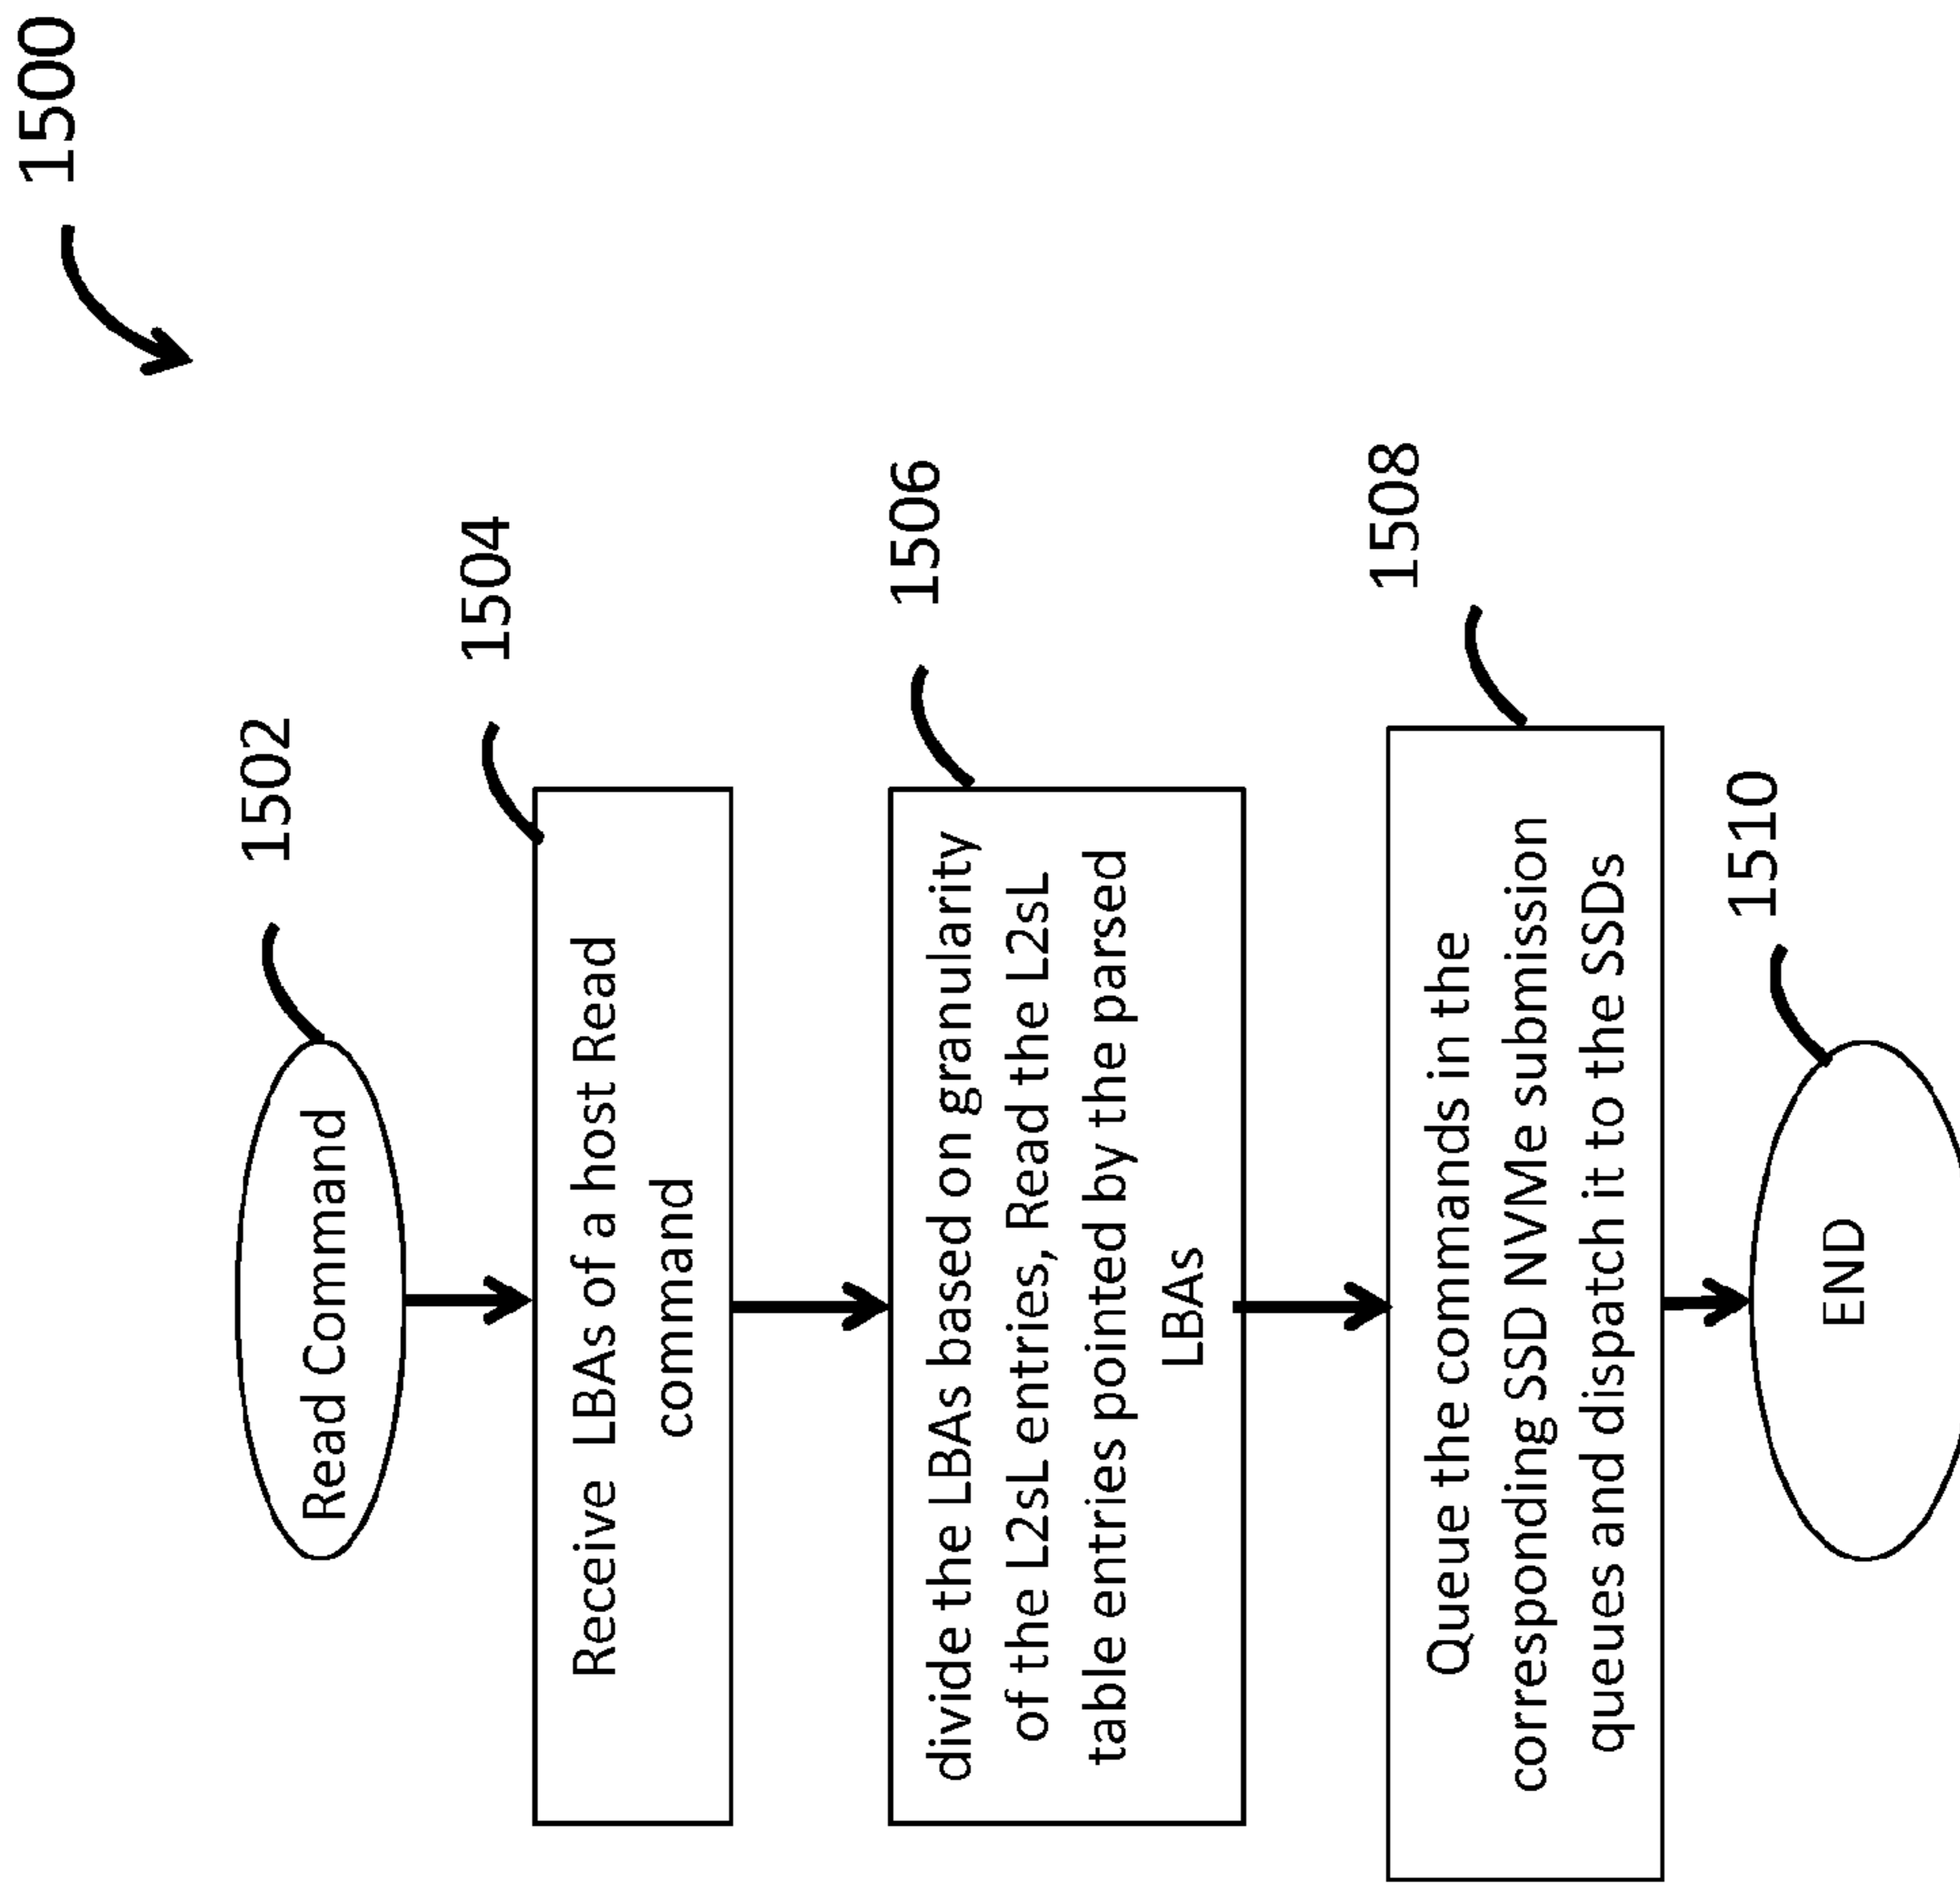 1500
1502
Read Command
1504
Receive LBAs of a host Read
command
1506
divide the LBAs based on granularity
of the L2sL entries, Read the L2sL
table entries pointed by the parsed
LBAs
1508
Queue the commands in the
corresponding SSD NVMe submission
queues and dispatch it to the SSDs
1510
END